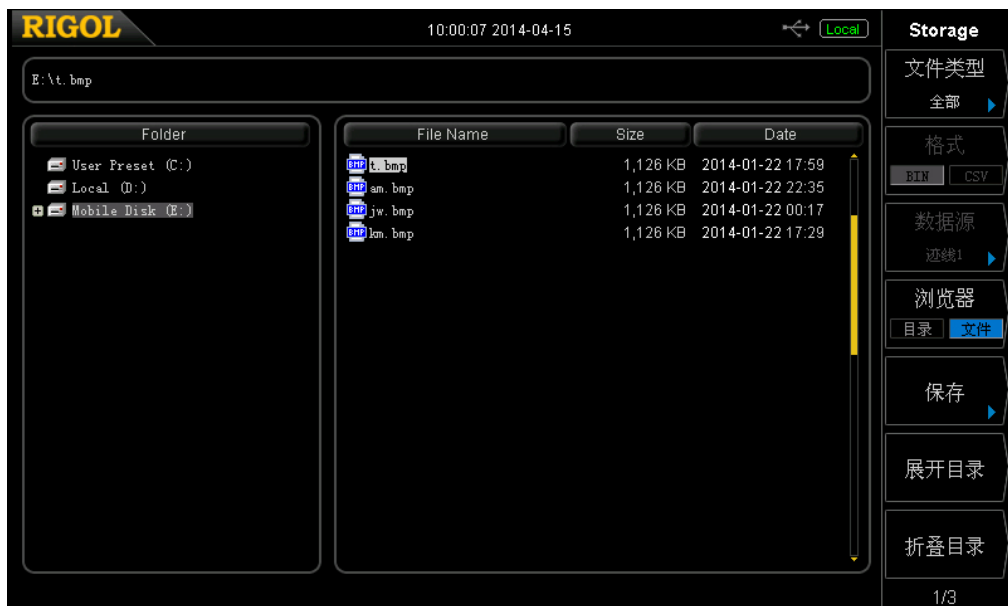 RIGOL
10:00:07 2014-04-15
Local
Storage
E:\t.bmp
Folder
User Preset (C:)
Local (D:)
Mobile Disk (E:)
File Name Size Date
BMP t.bmp 1,126 KB 2014-01-22 17:59
BMP am.bmp 1,126 KB 2014-01-22 22:35
BMP jw.bmp 1,126 KB 2014-01-22 00:17
BMP km.bmp 1,126 KB 2014-01-22 17:29
文件类型
全部
格式
BIN CSV
数据源
迹线1
浏览器
目录 文件
保存
展开目录
折叠目录
1/3